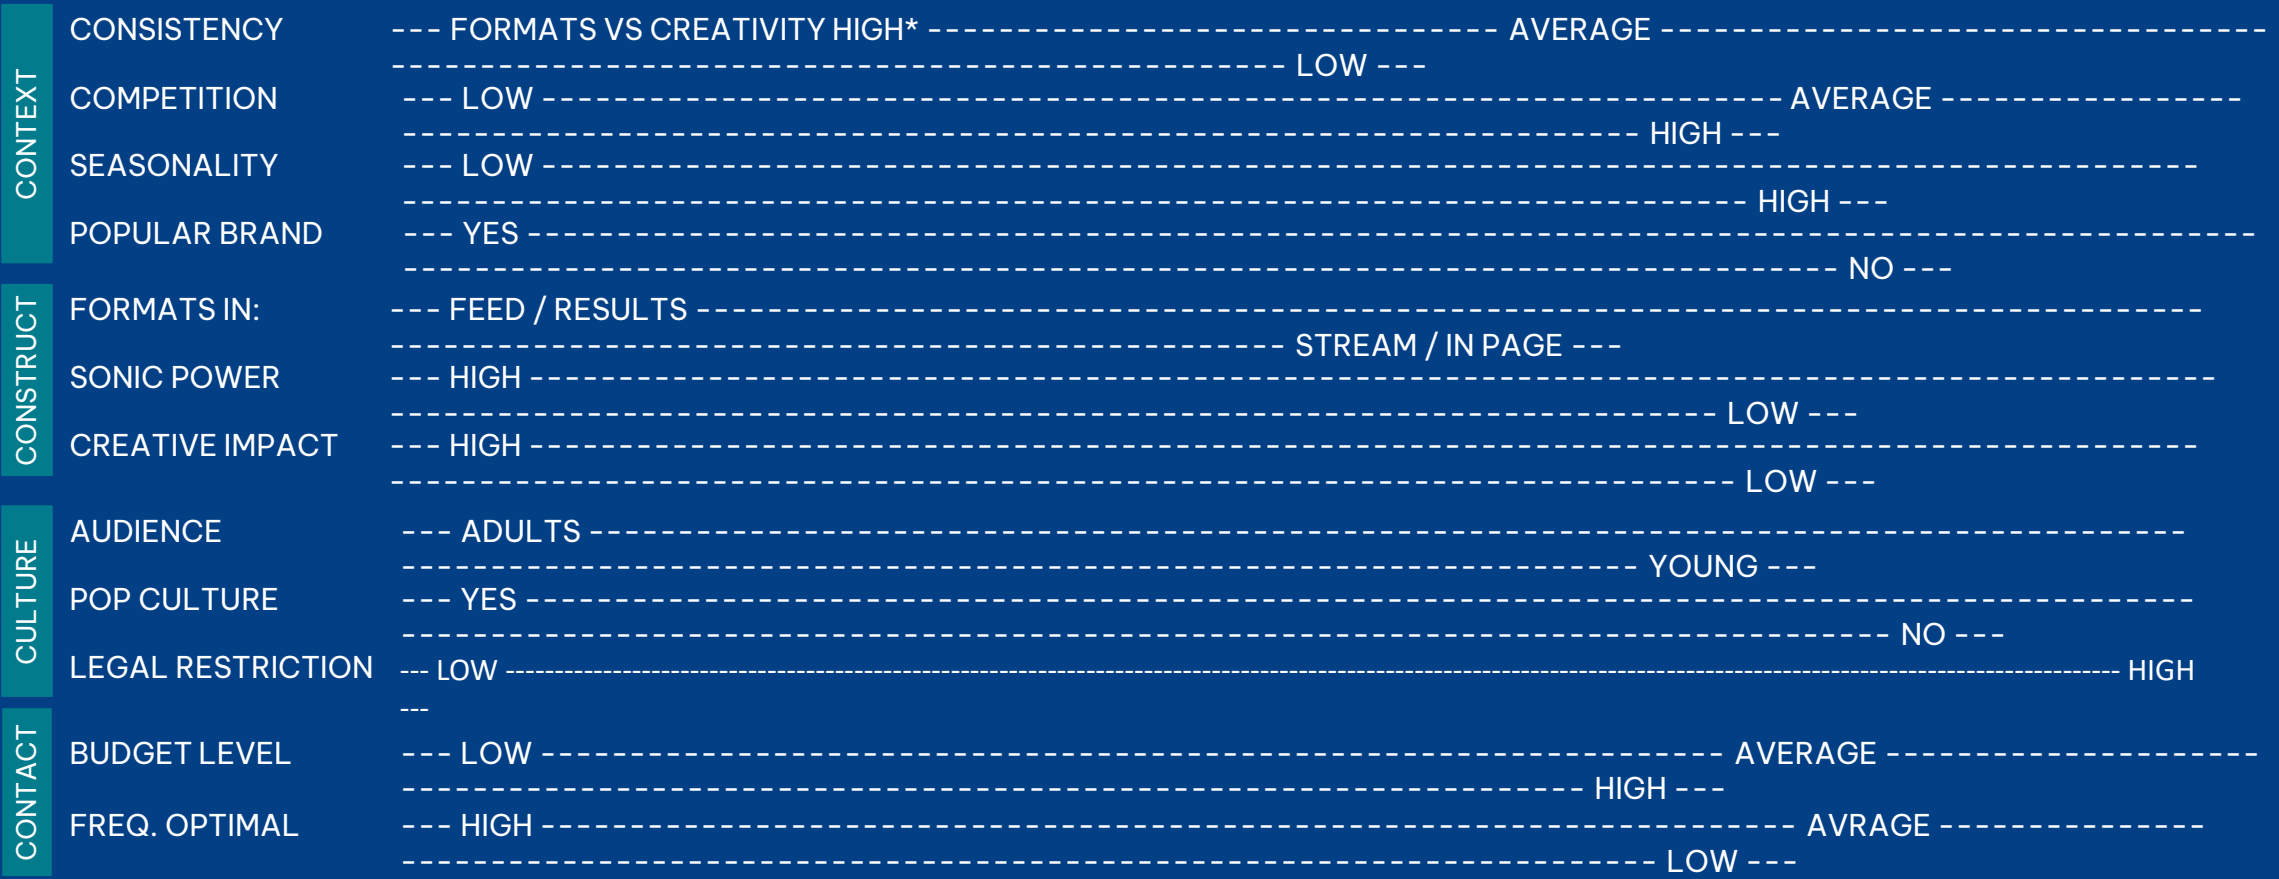 CONTEXT
CONSISTENCY --- FORMATS VS CREATIVITY HIGH* -------------------------------- AVERAGE ----------------------------------
-------------------------------------------------- LOW ---
COMPETITION --- LOW --------------------------------------------------------------------- AVERAGE -----------------
--------------------------------------------------------------------- HIGH ---
SEASONALITY --- LOW --------------------------------------------------------------------------------------------
--------------------------------------------------------------------------- HIGH ---
POPULAR BRAND --- YES ------------------------------------------------------------------------------------------------
-------------------------------------------------------------------------------- NO ---
CONSTRUCT
FORMATS IN: --- FEED / RESULTS ------------------------------------------------------------------------------------
-------------------------------------------------- STREAM / IN PAGE ---
SONIC POWER --- HIGH ----------------------------------------------------------------------------------------------
-------------------------------------------------------------------------- LOW ---
CREATIVE IMPACT --- HIGH ---------------------------------------------------------------------------------------------
--------------------------------------------------------------------------- LOW ---
CULTURE
AUDIENCE --- ADULTS -----------------------------------------------------------------------------------------
--------------------------------------------------------------------- YOUNG ---
POP CULTURE --- YES ---------------------------------------------------------------------------------------------
----------------------------------------------------------------------------------- NO ---
LEGAL RESTRICTION --- LOW ---------------------------------------------------------------------------------------------------- HIGH
---
CONTACT
BUDGET LEVEL --- LOW ------------------------------------------------------------------ AVERAGE ---------------------
------------------------------------------------------------------ HIGH ---
FREQ. OPTIMAL --- HIGH ---------------------------------------------------------------------- AVRAGE ---------------
---------------------------------------------------------------------- LOW ---